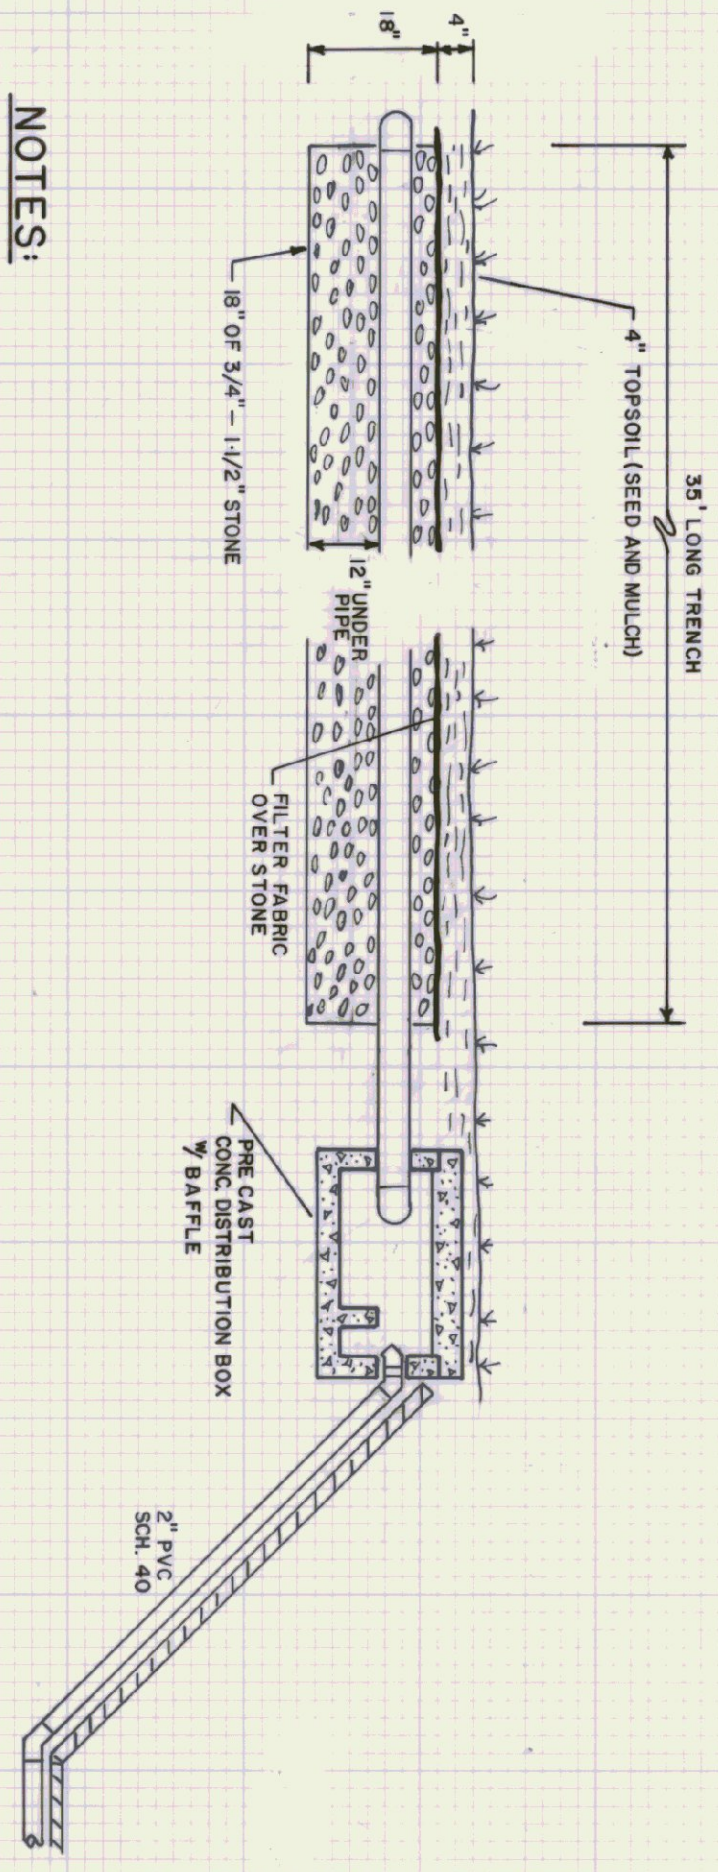 35' LONG TRENCH
4" TOPSOIL (SEED AND MULCH)
4"
18"
12" UNDER
PIPE
18" OF 3/4" - 1-1/2" STONE
FILTER FABRIC
OVER STONE
PRE CAST
CONC. DISTRIBUTION BOX
W/ BAFFLE
2" PVC
SCH. 40
NOTES: